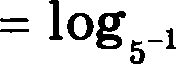 = log_{5^{-1}}